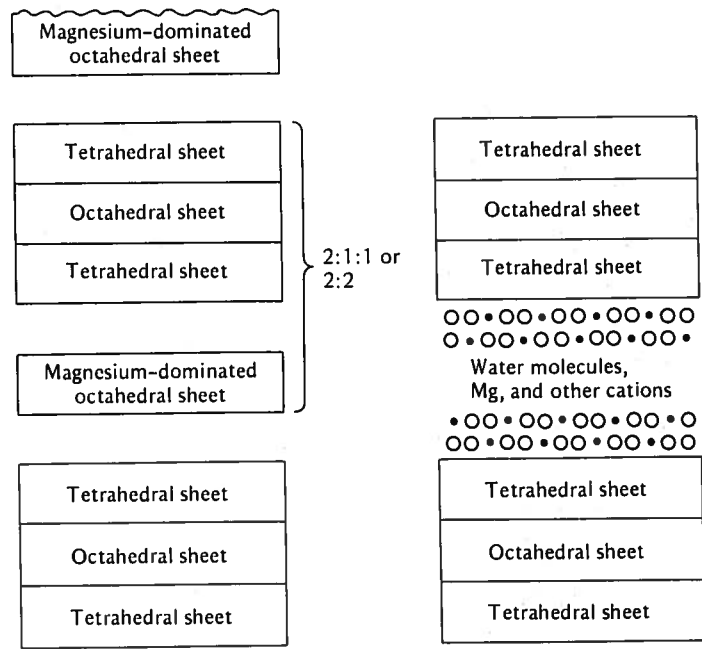 Magnesium-dominated
octahedral sheet
Tetrahedral sheet
Octahedral sheet
Tetrahedral sheet
2:1:1 or
2:2
Magnesium-dominated
octahedral sheet
Tetrahedral sheet
Octahedral sheet
Tetrahedral sheet
Tetrahedral sheet
Octahedral sheet
Tetrahedral sheet
Water molecules,
Mg, and other cations
Tetrahedral sheet
Octahedral sheet
Tetrahedral sheet